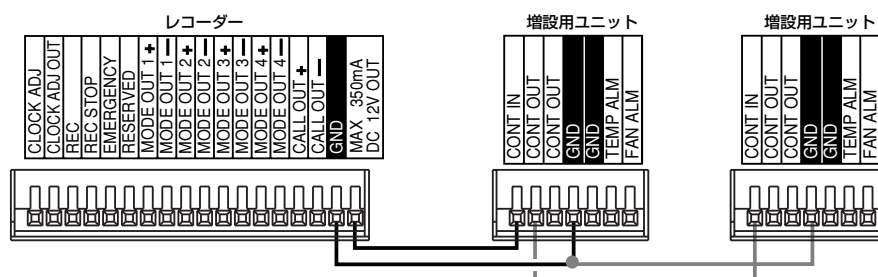 レコーダー
増設用ユニット
増設用ユニット
CLOCK ADJ
CLOCK ADJ OUT
REC
REC STOP
EMERGENCY
RESERVED
MODE OUT 1 +
MODE OUT 1 −
MODE OUT 2 +
MODE OUT 2 −
MODE OUT 3 +
MODE OUT 3 −
MODE OUT 4 +
MODE OUT 4 −
CALL OUT +
CALL OUT −
GND
MAX 350mA
DC 12V OUT
CONT IN
CONT OUT
CONT OUT
GND
GND
TEMP ALM
FAN ALM
CONT IN
CONT OUT
CONT OUT
GND
GND
TEMP ALM
FAN ALM